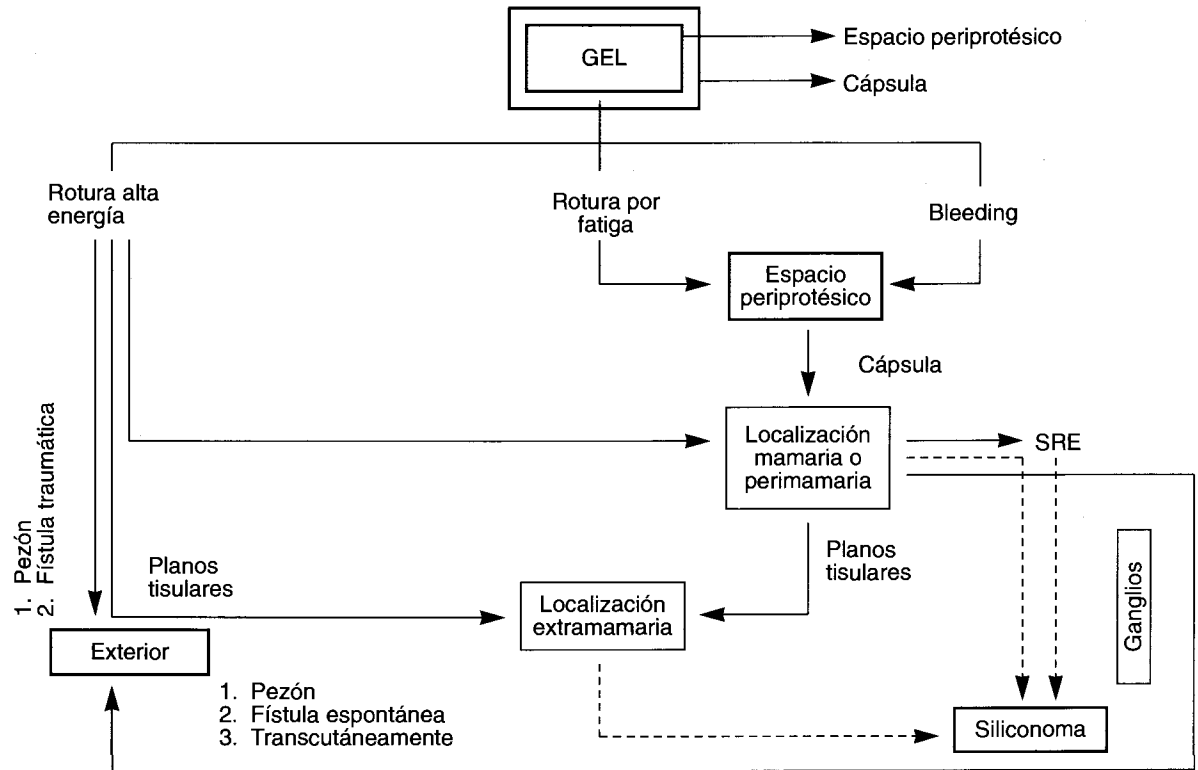 GEL
Espacio periprotésico
Cápsula
Rotura alta
energía
Rotura por
fatiga
Bleeding
Espacio
periprotésico
Cápsula
Localización
mamaria o
perimamaria
SRE
1. Pezón
2. Fístula traumática
Planos
tisulares
Planos
tisulares
Localización
extramamaria
Ganglios
Exterior
1. Pezón
2. Fístula espontánea
3. Transcutáneamente
Siliconoma